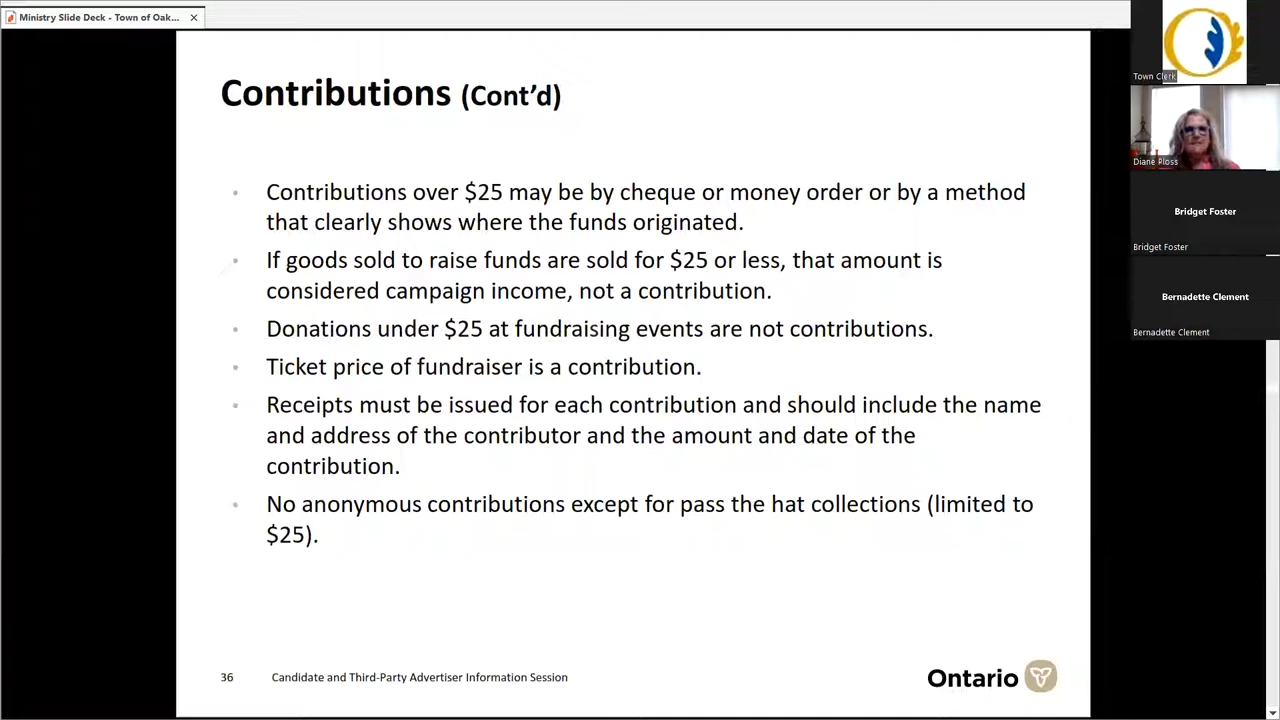 Ministry Slide Deck - Town of Oak...
Contributions (Cont'd)
Contributions over $25 may be by cheque or money order or by a method
that clearly shows where the funds originated.
If goods sold to raise funds are sold for $25 or less, that amount is
considered campaign income, not a contribution.
Donations under $25 at fundraising events are not contributions.
Ticket price of fundraiser is a contribution.
Receipts must be issued for each contribution and should include the name
and address of the contributor and the amount and date of the
contribution.
No anonymous contributions except for pass the hat collections (limited to
$25).
36 Candidate and Third-Party Advertiser Information Session
Ontario
Town Clerk
Diane Ploss
Bridget Foster
Bridget Foster
Bernadette Clement
Bernadette Clement